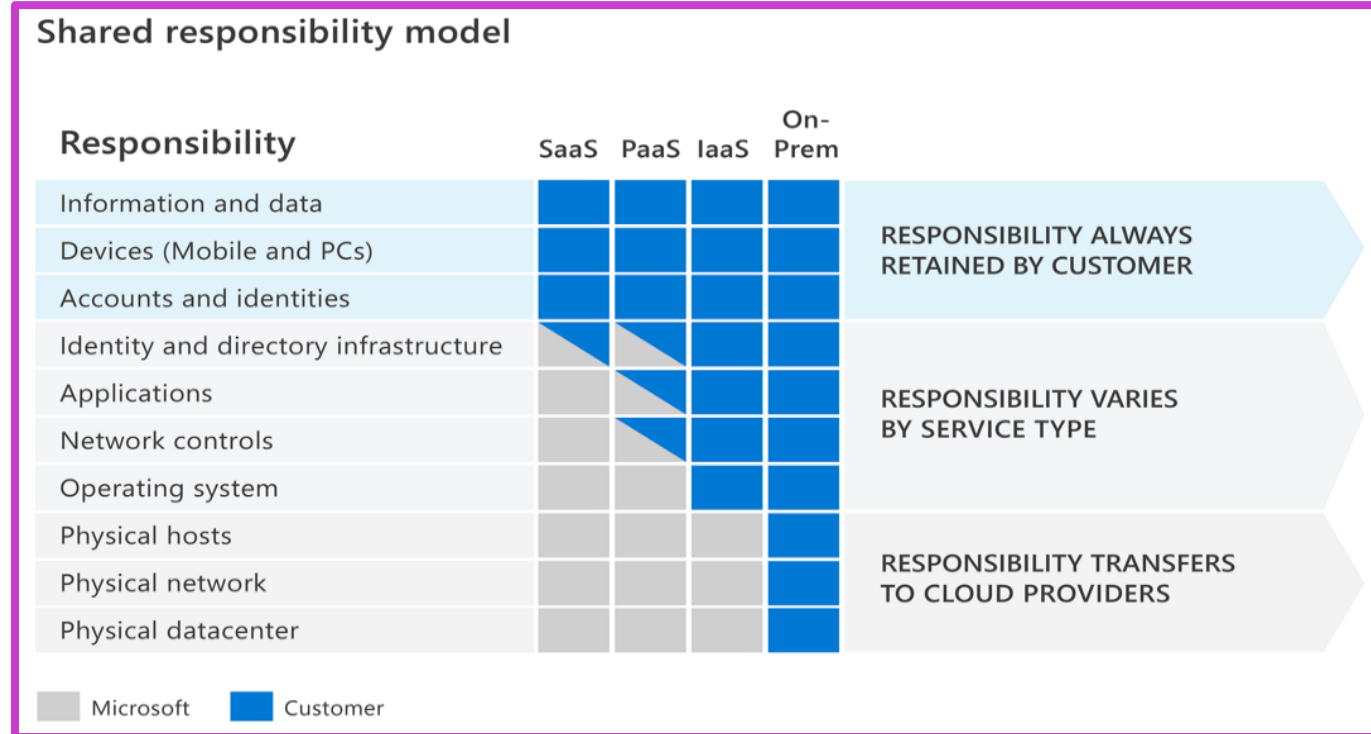 Shared responsibility model
On-
Responsibility SaaS PaaS IaaS Prem
Information and data
Devices (Mobile and PCs)
Accounts and identities
RESPONSIBILITY ALWAYS
RETAINED BY CUSTOMER
Identity and directory infrastructure
Applications
Network controls
Operating system
RESPONSIBILITY VARIES
BY SERVICE TYPE
Physical hosts
Physical network
Physical datacenter
RESPONSIBILITY TRANSFERS
TO CLOUD PROVIDERS
Microsoft Customer